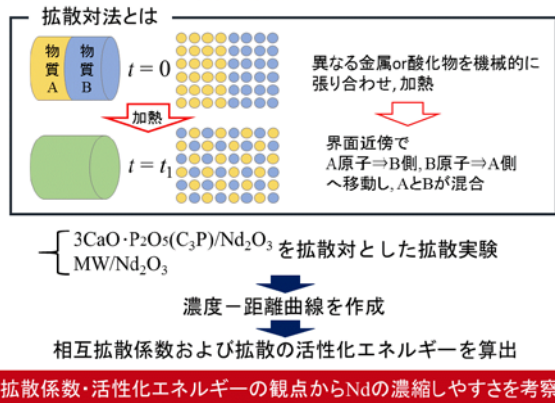 拡散対法とは
物質A
物質B
t = 0
加熱
t = t₁
異なる金属or酸化物を機械的に
張り合わせ, 加熱
界面近傍で
A原子⇒B側, B原子⇒A側
へ移動し, AとBが混合
3CaO·P₂O₅(C₃P)/Nd₂O₃
MW/Nd₂O₃
を拡散対とした拡散実験
濃度－距離曲線を作成
相互拡散係数および拡散の活性化エネルギーを算出
拡散係数・活性化エネルギーの観点からNdの濃縮しやすさを考察